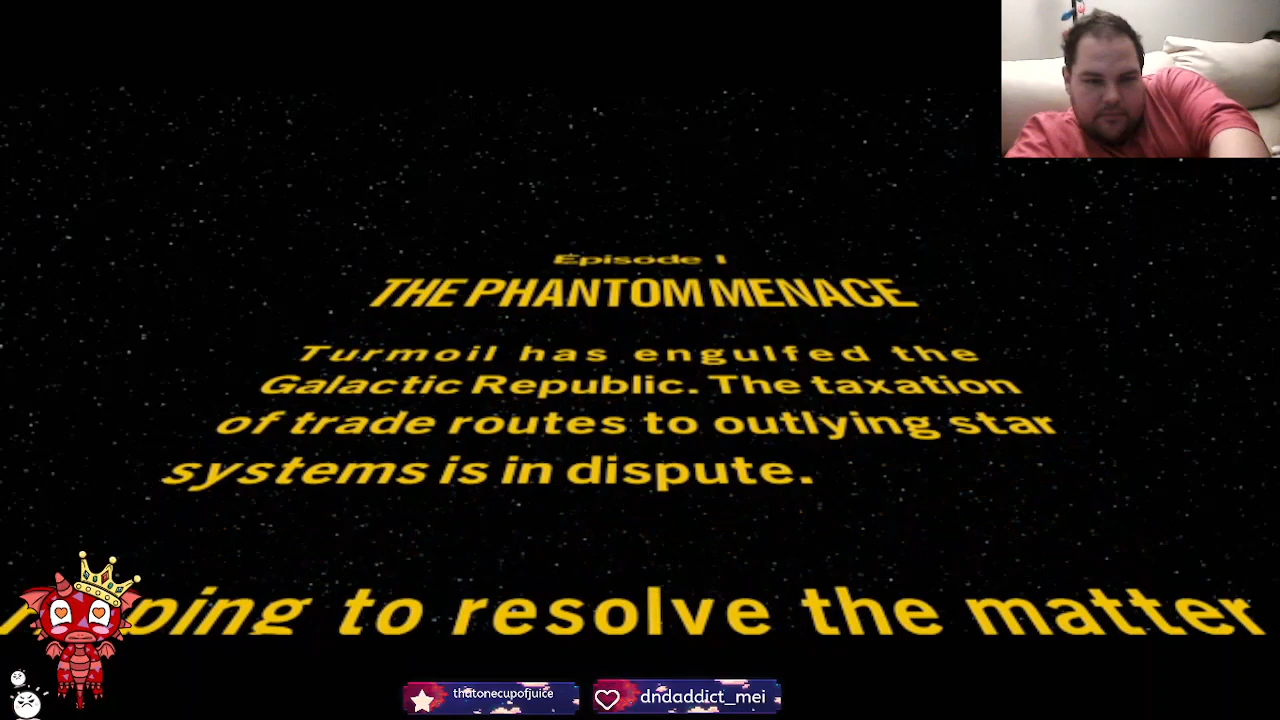 Episode I
THE PHANTOM MENACE
Turmoil has engulfed the
Galactic Republic. The taxation
of trade routes to outlying star
systems is in dispute.
to resolve the matter
thatonecupofjuice
dndaddict_mei